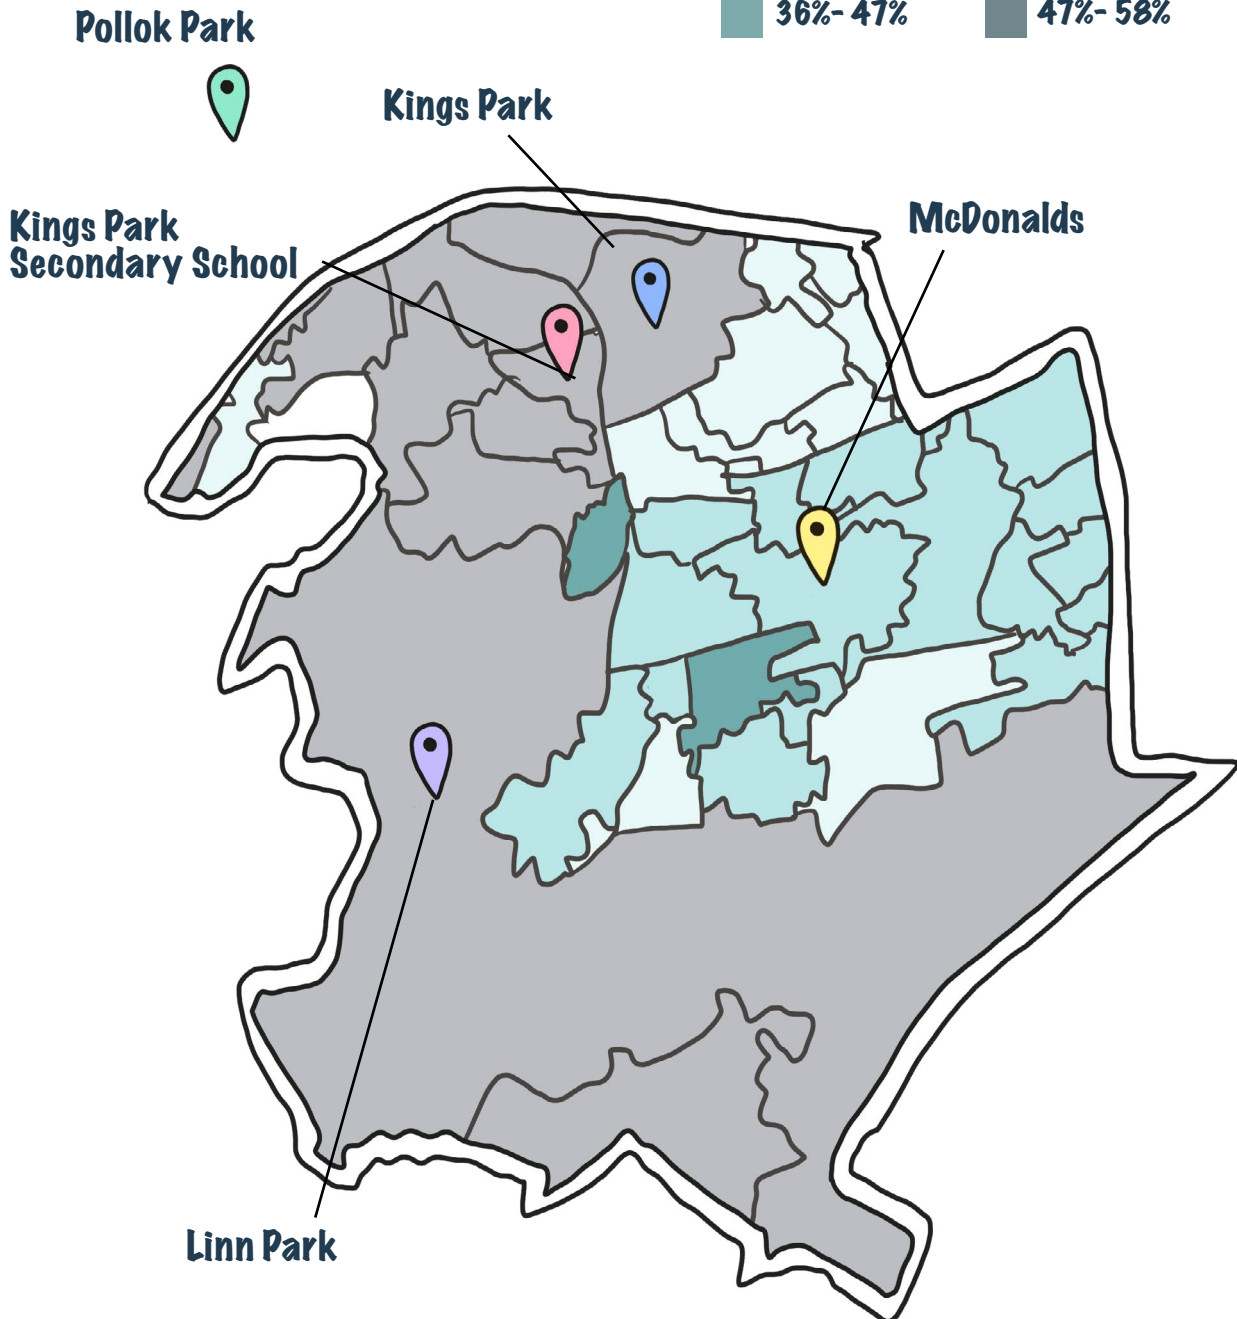 36%- 47%
47%- 58%
Pollok Park
Kings Park
Kings Park
Secondary School
McDonalds
Linn Park